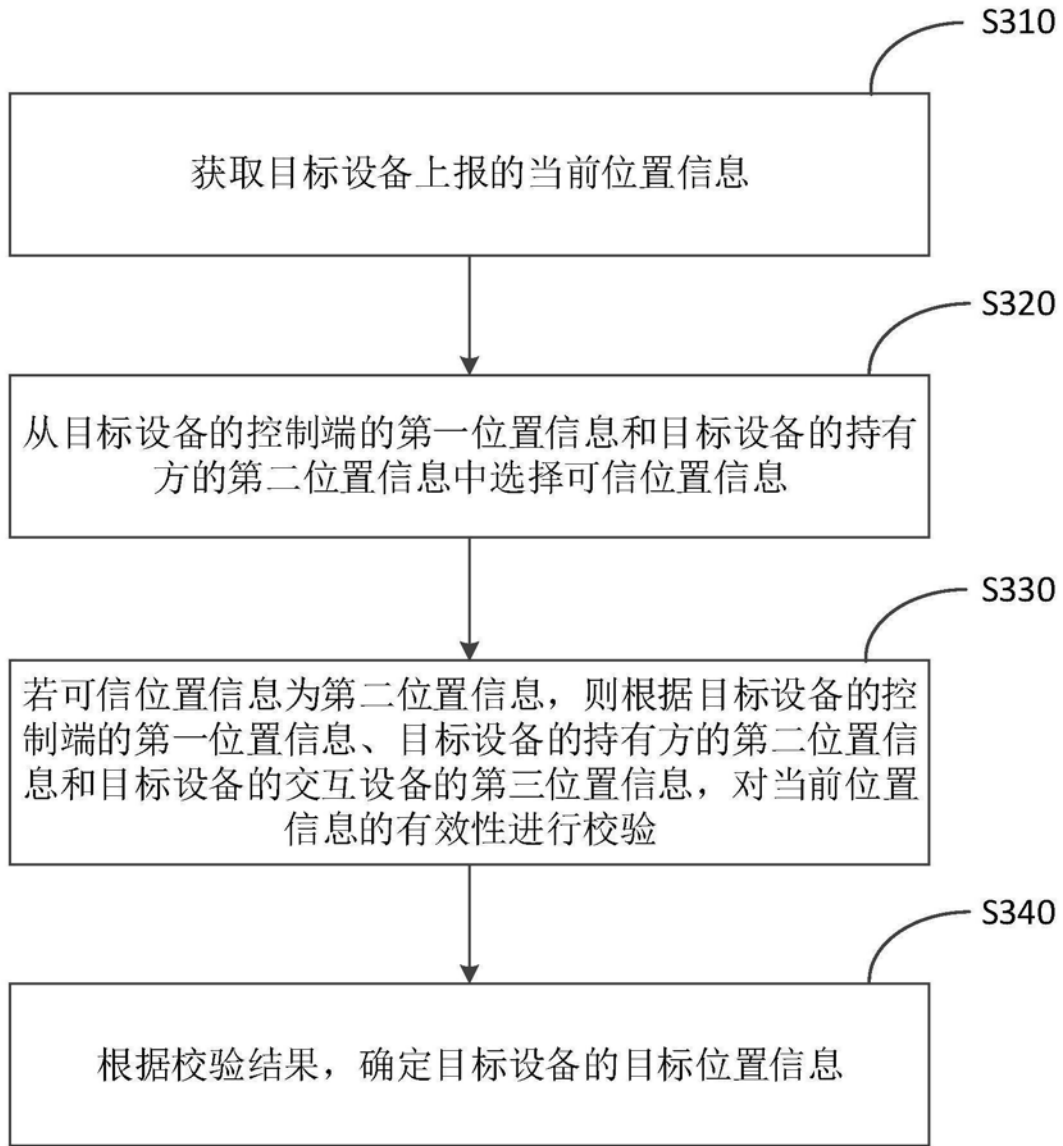 S310
获取目标设备上报的当前位置信息
S320
从目标设备的控制端的第一位置信息和目标设备的持有
方的第二位置信息中选择可信位置信息
S330
若可信位置信息为第二位置信息，则根据目标设备的控
制端的第一位置信息、目标设备的持有方的第二位置信
息和目标设备的交互设备的第三位置信息，对当前位置
信息的有效性进行校验
S340
根据校验结果，确定目标设备的目标位置信息